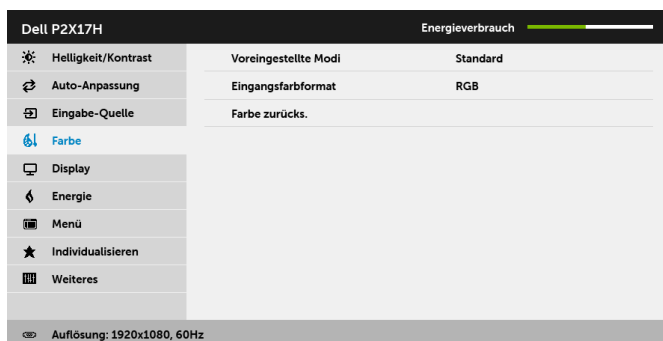 Dell P2X17H Energieverbrauch
Helligkeit/Kontrast Voreingestellte Modi Standard
Auto-Anpassung Eingangsfarbformat RGB
Eingabe-Quelle Farbe zurücks.
Farbe
Display
Energie
Menü
Individualisieren
Weiteres
Auflösung: 1920x1080, 60Hz